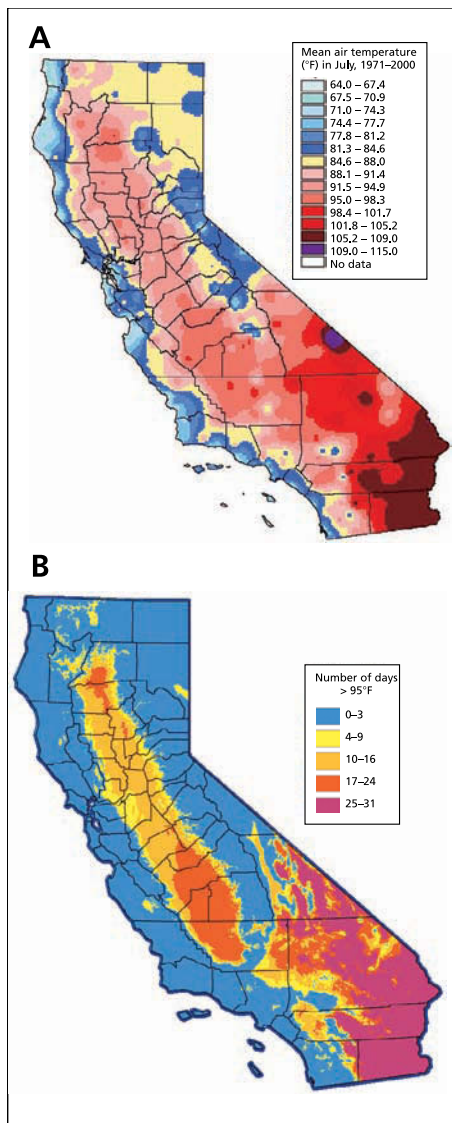 A
Mean air temperature
(°F) in July, 1971–2000
64.0 – 67.4
67.5 – 70.9
71.0 – 74.3
74.4 – 77.7
77.8 – 81.2
81.3 – 84.6
84.6 – 88.0
88.1 – 91.4
91.5 – 94.9
95.0 – 98.3
98.4 – 101.7
101.8 – 105.2
105.2 – 109.0
109.0 – 115.0
No data
B
Number of days
> 95°F
0–3
4–9
10–16
17–24
25–31